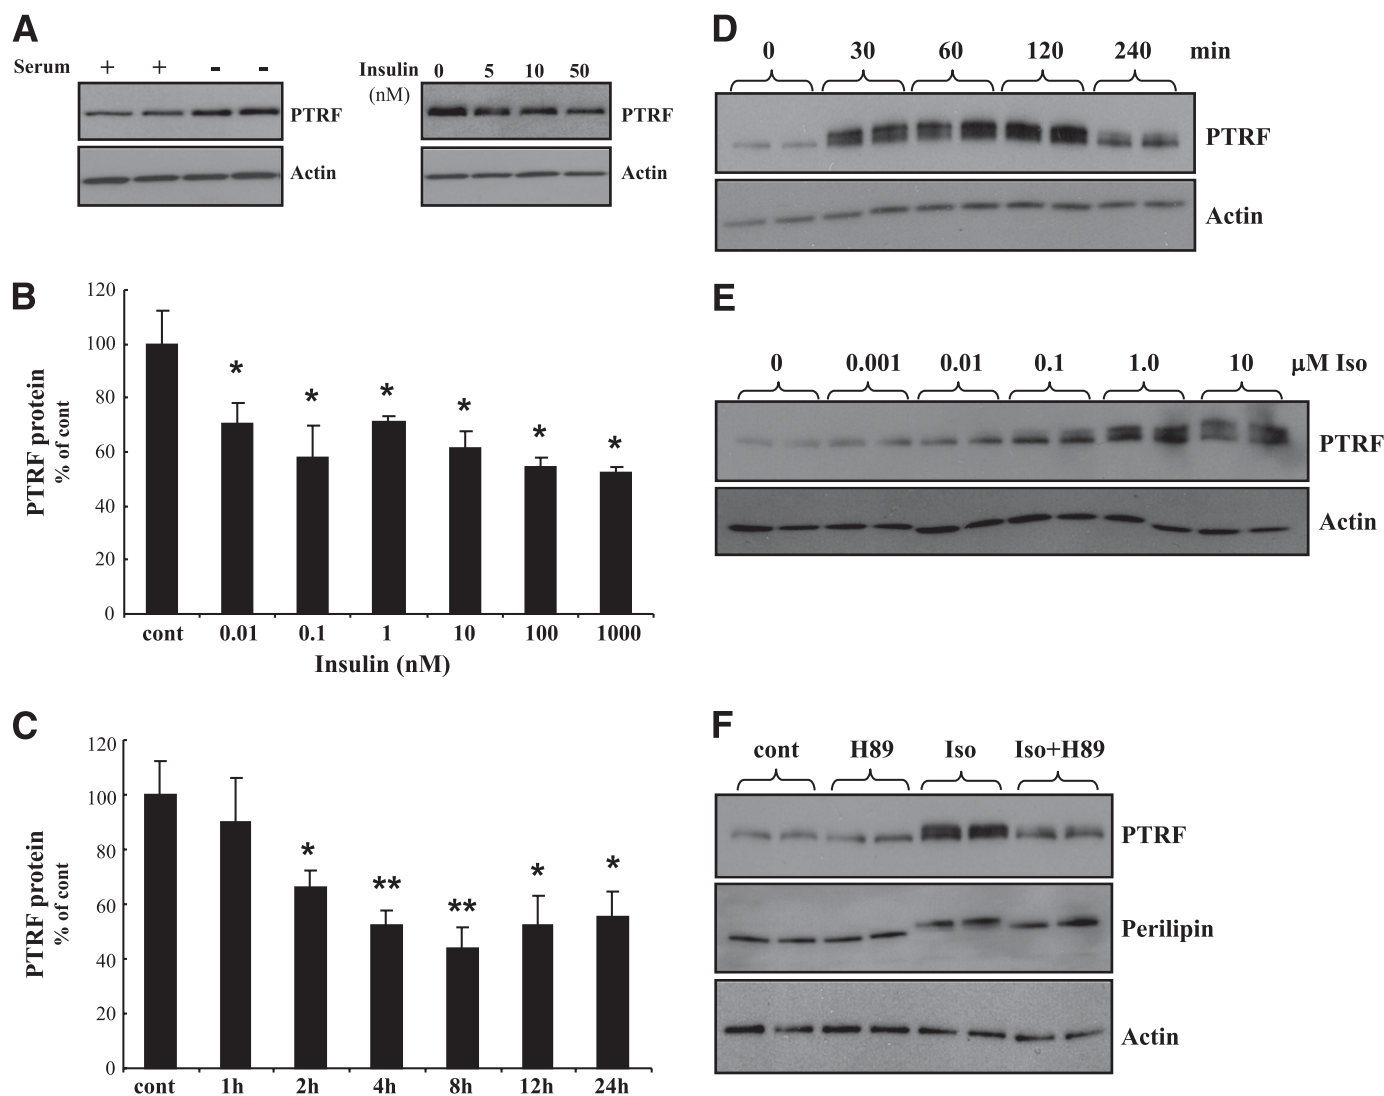 A
Serum + + - -
PTRF
Actin
Insulin 0 5 10 50
(nM)
PTRF
Actin
B
PTRF protein
% of cont
120
100
80
60
40
20
0
* * * * * *
cont 0.01 0.1 1 10 100 1000
Insulin (nM)
C
PTRF protein
% of cont
120
100
80
60
40
20
0
* ** ** * *
cont 1h 2h 4h 8h 12h 24h
D
0 30 60 120 240 min
PTRF
Actin
E
0 0.001 0.01 0.1 1.0 10 μM Iso
PTRF
Actin
F
cont H89 Iso Iso+H89
PTRF
Perilipin
Actin